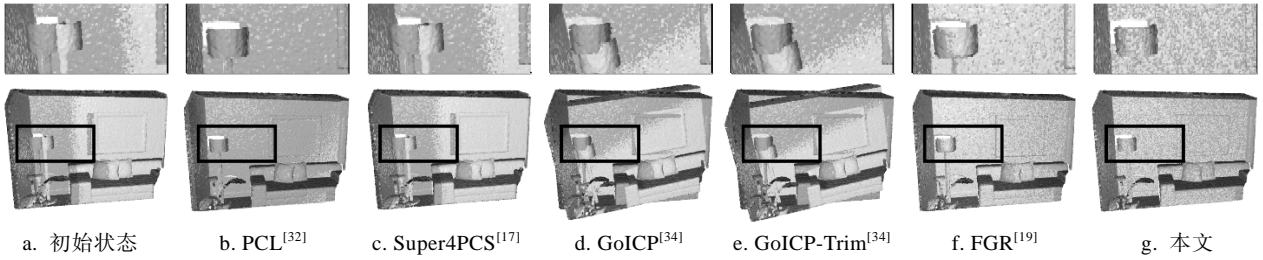 a. 初始状态 b. PCL[32] c. Super4PCS[17] d. GoICP[34] e. GoICP-Trim[34] f. FGR[19] g. 本文